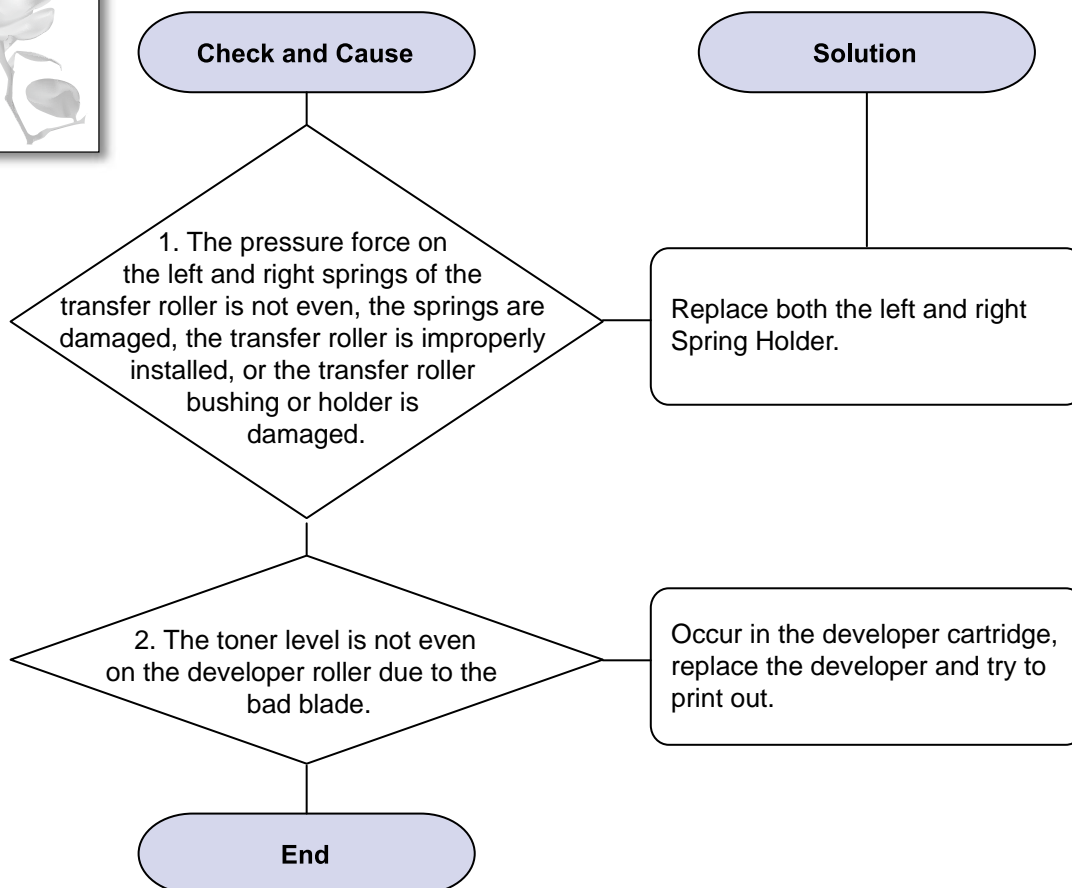 Check and Cause
Solution
1. The pressure force on
the left and right springs of the
transfer roller is not even, the springs are
damaged, the transfer roller is improperly
installed, or the transfer roller
bushing or holder is
damaged.
Replace both the left and right
Spring Holder.
2. The toner level is not even
on the developer roller due to the
bad blade.
Occur in the developer cartridge,
replace the developer and try to
print out.
End